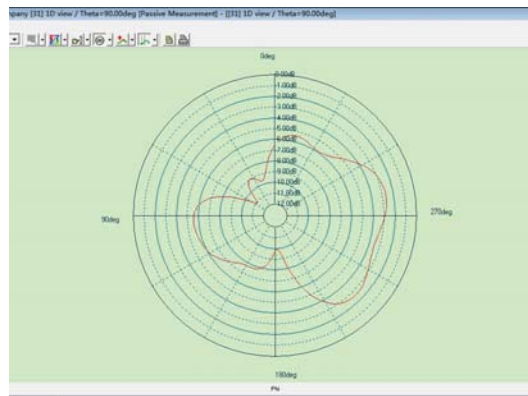 mpany [31] 1D view / Theta=90.00deg [Passive Measurement] - [[31] 1D view / Theta=90.00deg]
0deg
0.00dB
-1.00dB
-2.00dB
-3.00dB
-4.00dB
-5.00dB
-6.00dB
-7.00dB
-8.00dB
-9.00dB
-10.00dB
-11.00dB
-12.00dB
90deg
270deg
180deg
Phi